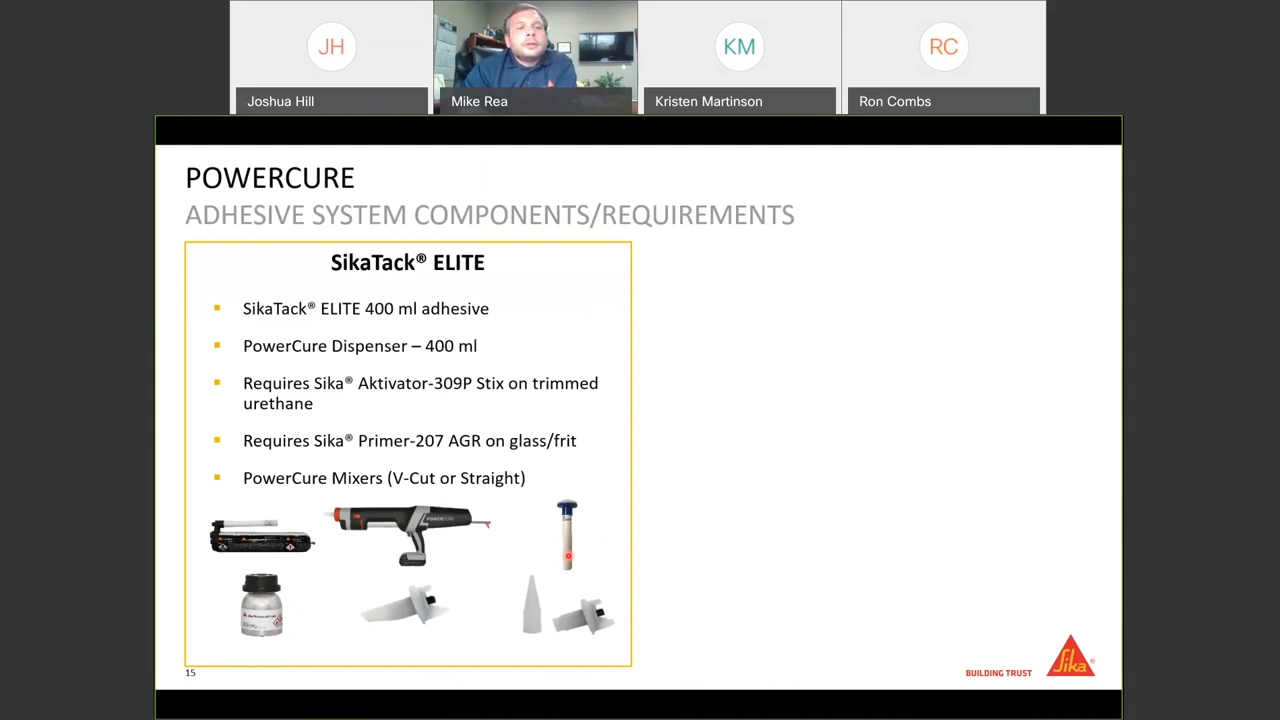 JH
KM
RC
Joshua Hill
Mike Rea
Kristen Martinson
Ron Combs
POWERCURE
ADHESIVE SYSTEM COMPONENTS/REQUIREMENTS
SikaTack® ELITE
▪ SikaTack® ELITE 400 ml adhesive
▪ PowerCure Dispenser – 400 ml
▪ Requires Sika® Aktivator-309P Stix on trimmed
urethane
▪ Requires Sika® Primer-207 AGR on glass/frit
▪ PowerCure Mixers (V-Cut or Straight)
POWERCURE
15
BUILDING TRUST
Sika®